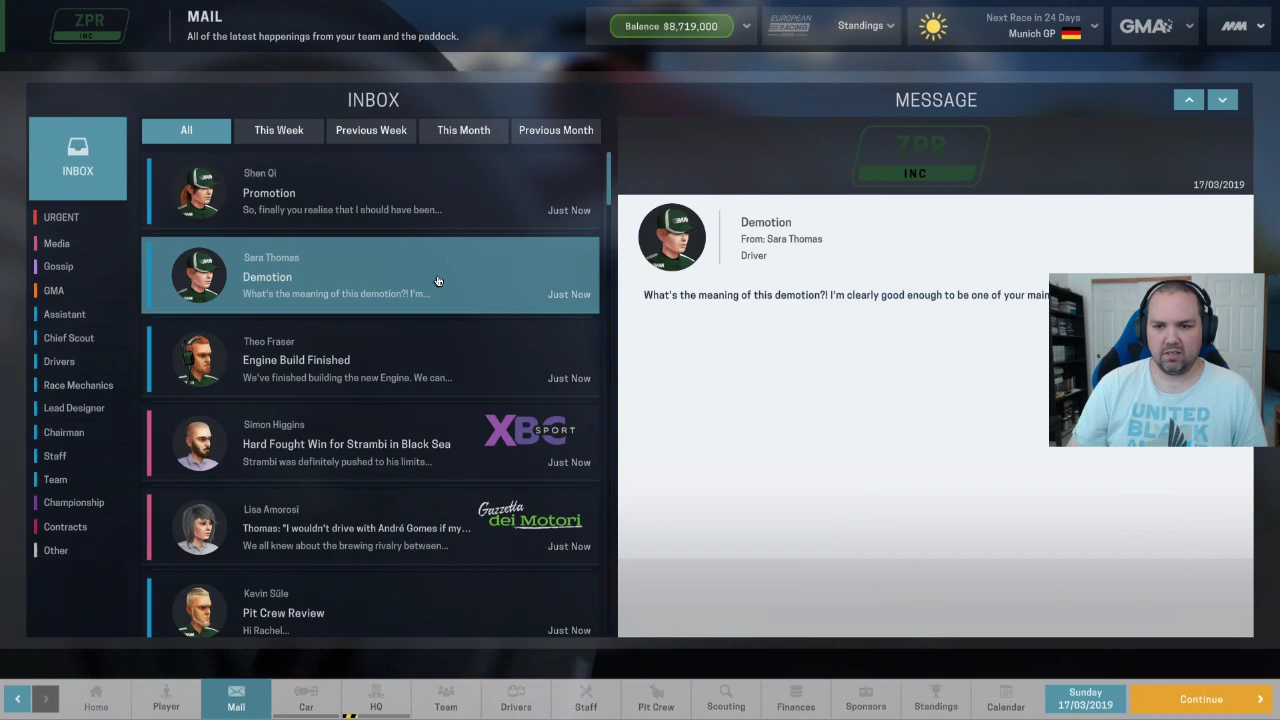 ZPR
INC
MAIL
All of the latest happenings from your team and the paddock.
Balance $8,719,000
EUROPEAN
RACING
Standings
Next Race in 24 Days
Munich GP
GMA
INBOX
MESSAGE
INBOX
All
This Week
Previous Week
This Month
Previous Month
URGENT
Media
Gossip
GMA
Assistant
Chief Scout
Drivers
Race Mechanics
Lead Designer
Chairman
Staff
Team
Championship
Contracts
Other
Shen Qi
Promotion
So, finally you realise that I should have been...
Just Now
Sara Thomas
Demotion
What's the meaning of this demotion?! I'm...
Just Now
Theo Fraser
Engine Build Finished
We've finished building the new Engine. We can...
Just Now
Simon Higgins
Hard Fought Win for Strambi in Black Sea
Strambi was definitely pushed to his limits...
XBC SPORT
Just Now
Lisa Amorosi
Thomas: "I wouldn't drive with André Gomes if my...
We all knew about the brewing rivalry between...
Gazzetta
dei Motori
Just Now
Kevin Süle
Pit Crew Review
Hi Rachel...
Just Now
ZPR
INC
17/03/2019
Demotion
From: Sara Thomas
Driver
What's the meaning of this demotion?! I'm clearly good enough to be one of your main
UNITED
BLACK
Home
Player
Mail
Car
HQ
Team
Drivers
Staff
Pit Crew
Scouting
Finances
Sponsors
Standings
Calendar
Sunday
17/03/2019
Continue